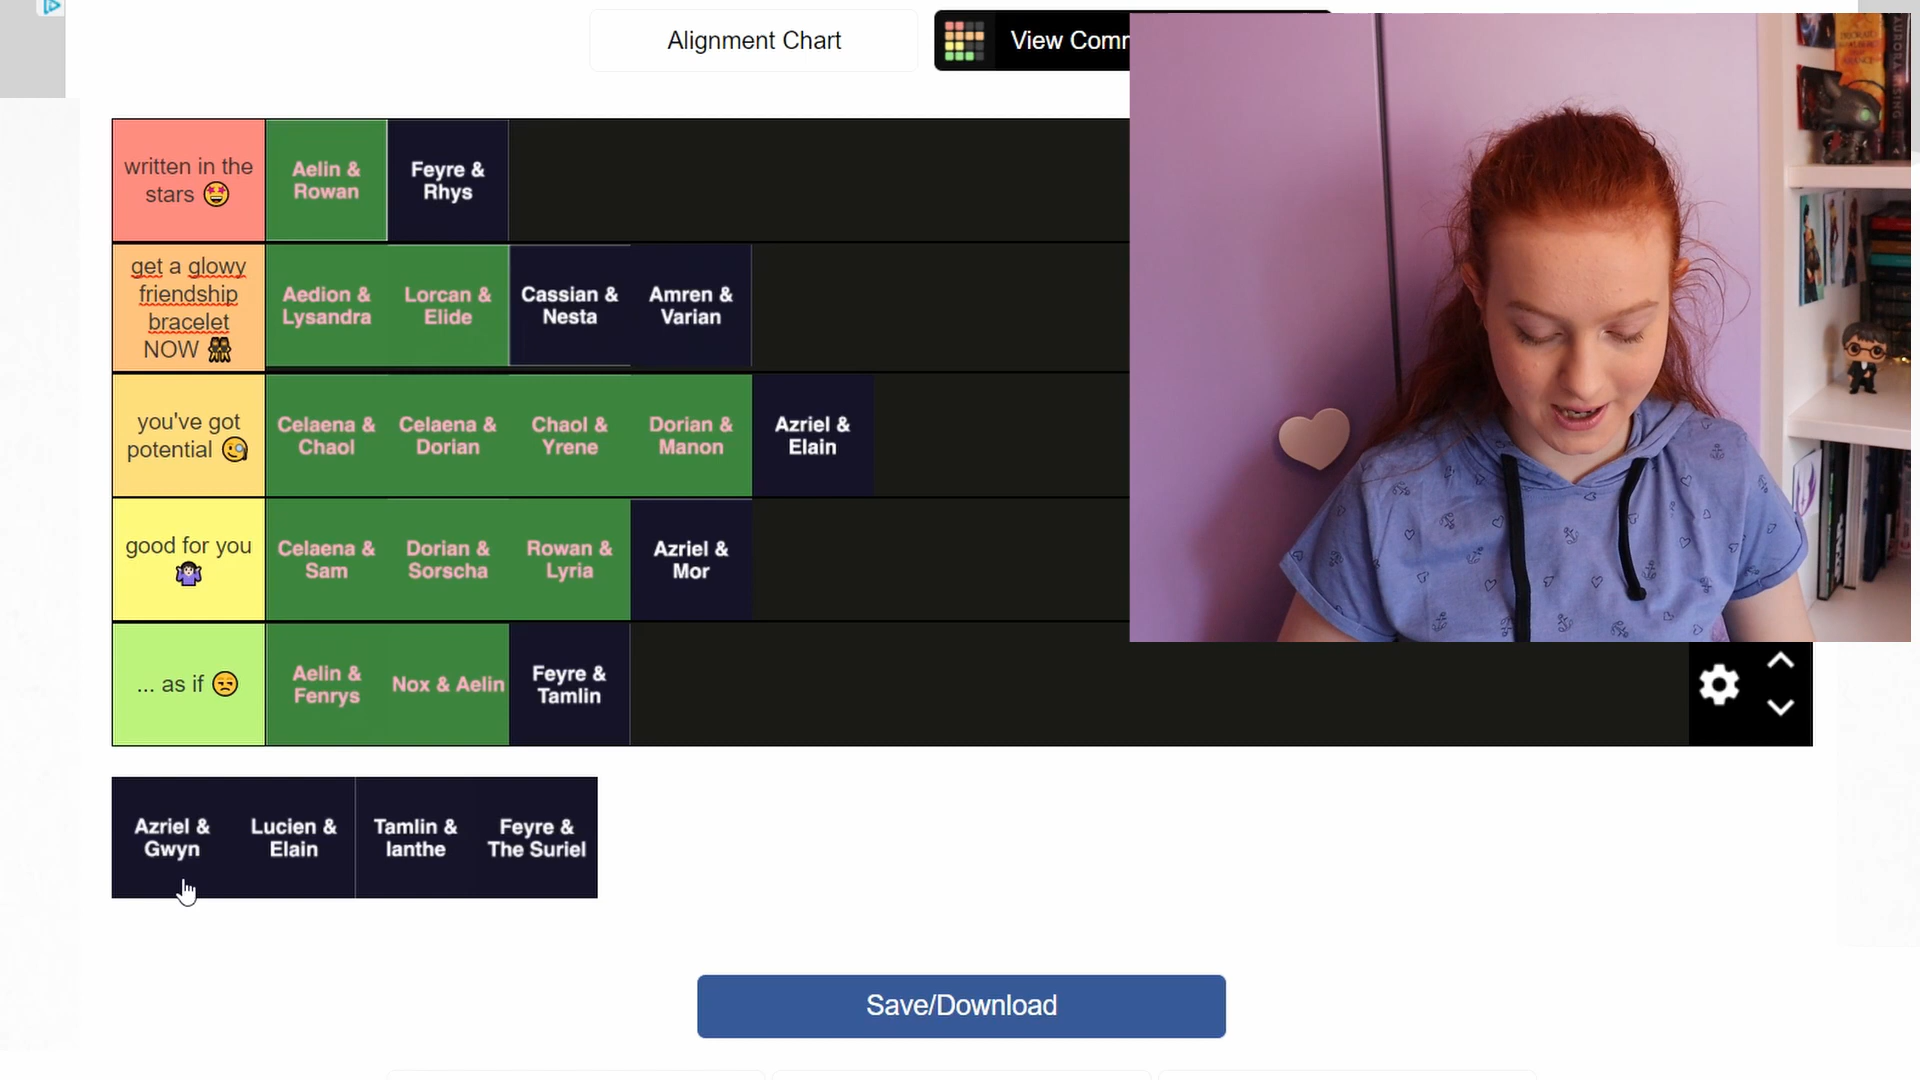 Alignment Chart
View Comm
written in the
stars 🤩
Aelin &
Rowan
Feyre &
Rhys
get a glowy
friendship
bracelet
NOW 👯
Aedion &
Lysandra
Lorcan &
Elide
Cassian &
Nesta
Amren &
Varian
you've got
potential 🧐
Celaena &
Chaol
Celaena &
Dorian
Chaol &
Yrene
Dorian &
Manon
Azriel &
Elain
good for you
🤷🏻‍♀️
Celaena &
Sam
Dorian &
Sorscha
Rowan &
Lyria
Azriel &
Mor
... as if 😒
Aelin &
Fenrys
Nox & Aelin
Feyre &
Tamlin
Azriel &
Gwyn
Lucien &
Elain
Tamlin &
Ianthe
Feyre &
The Suriel
Save/Download